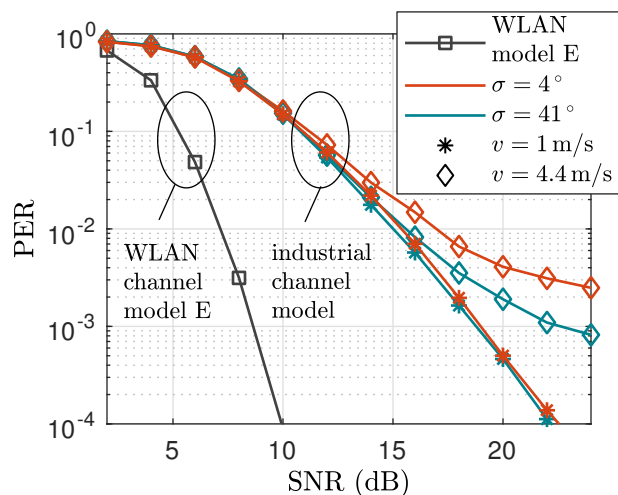 WLAN
model E
σ = 4°
σ = 41°
v = 1 m/s
v = 4.4 m/s
10^0
10^-1
10^-2
10^-3
10^-4
PER
WLAN
channel
model E
industrial
channel
model
5
10
15
20
SNR (dB)